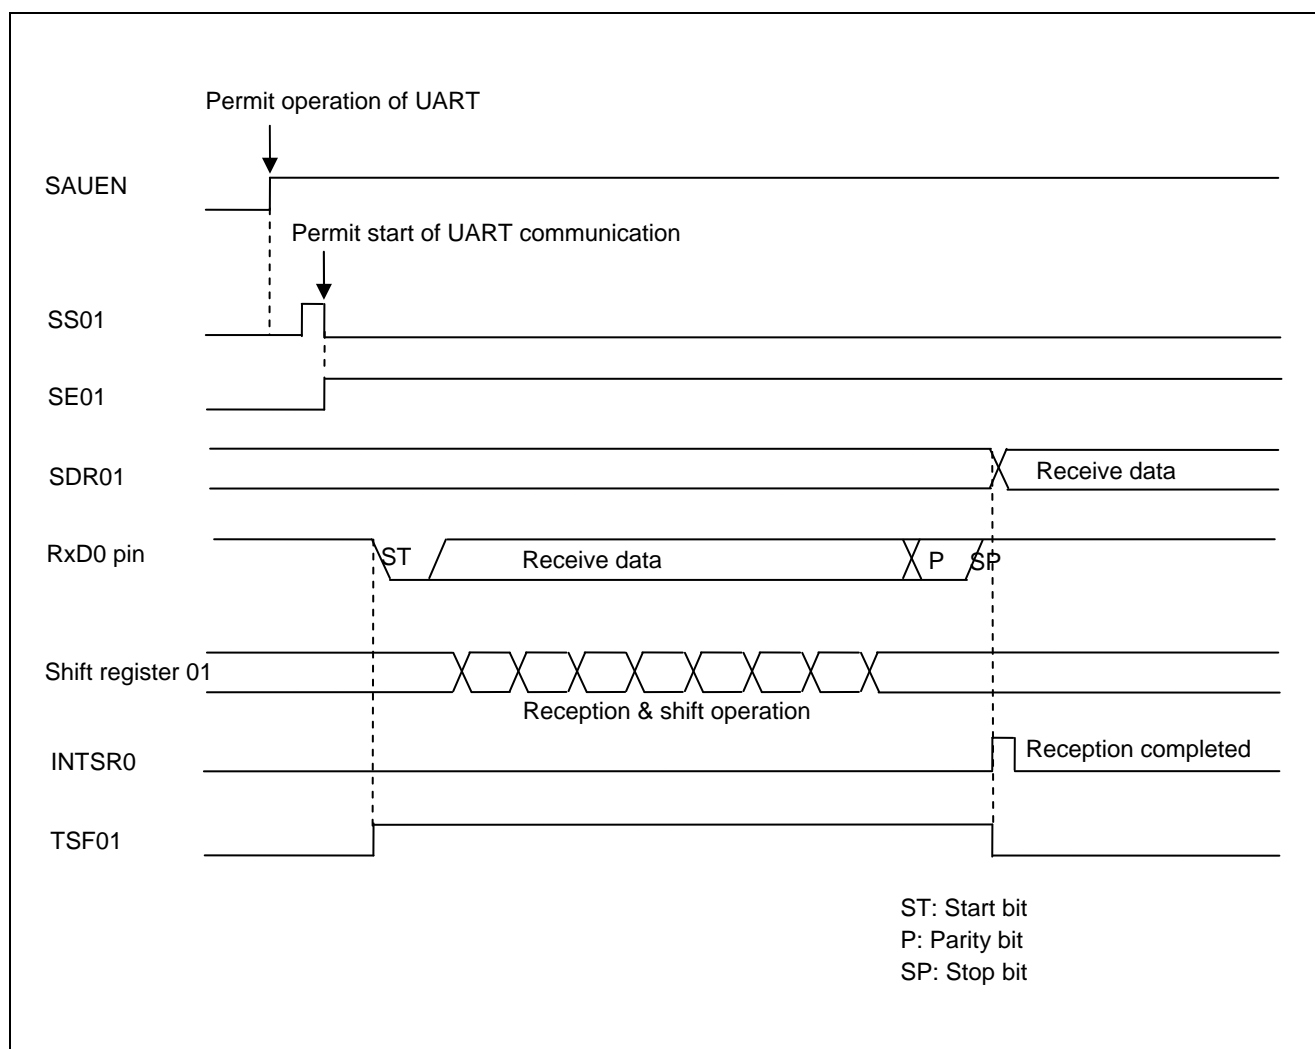 Permit operation of UART
SAUEN
Permit start of UART communication
SS01
SE01
SDR01
Receive data
RxD0 pin
ST
Receive data
P
SP
Shift register 01
Reception & shift operation
INTSR0
Reception completed
TSF01
ST: Start bit
P: Parity bit
SP: Stop bit